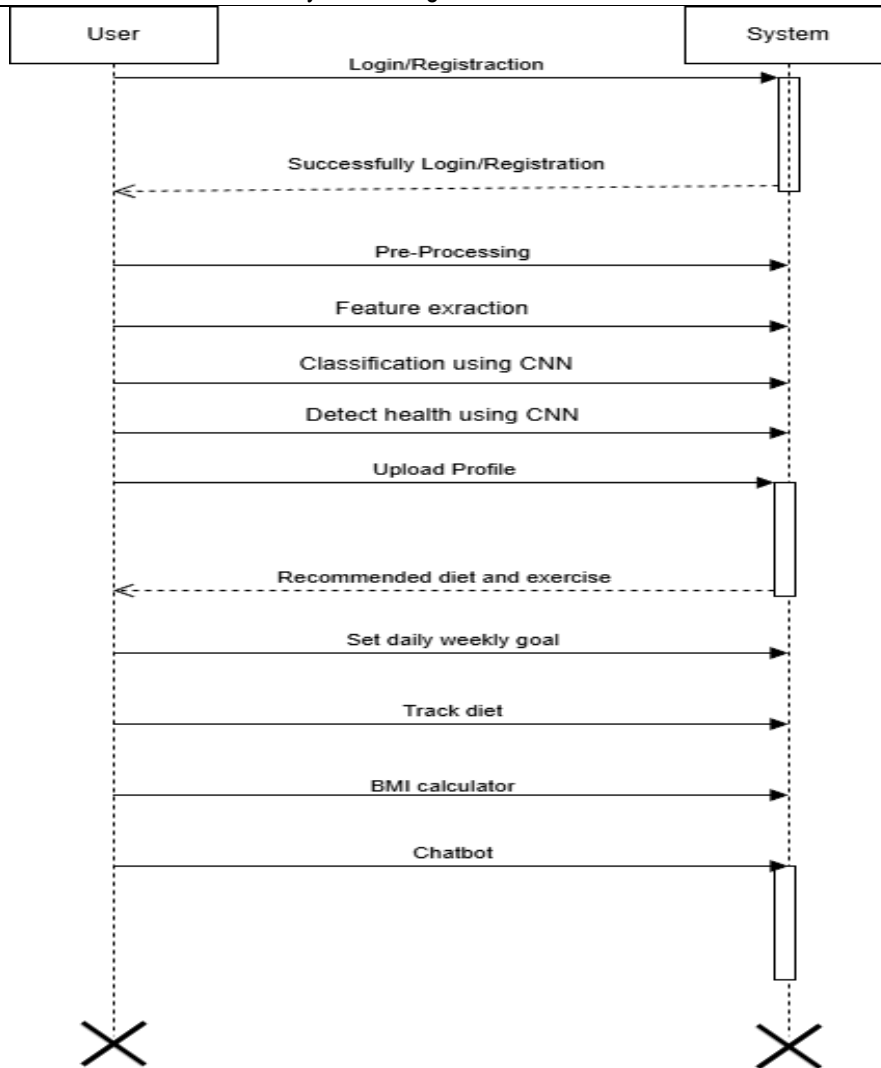 User
System
Login/Registraction
Successfully Login/Registration
Pre-Processing
Feature exraction
Classification using CNN
Detect health using CNN
Upload Profile
Recommended diet and exercise
Set daily weekly goal
Track diet
BMI calculator
Chatbot